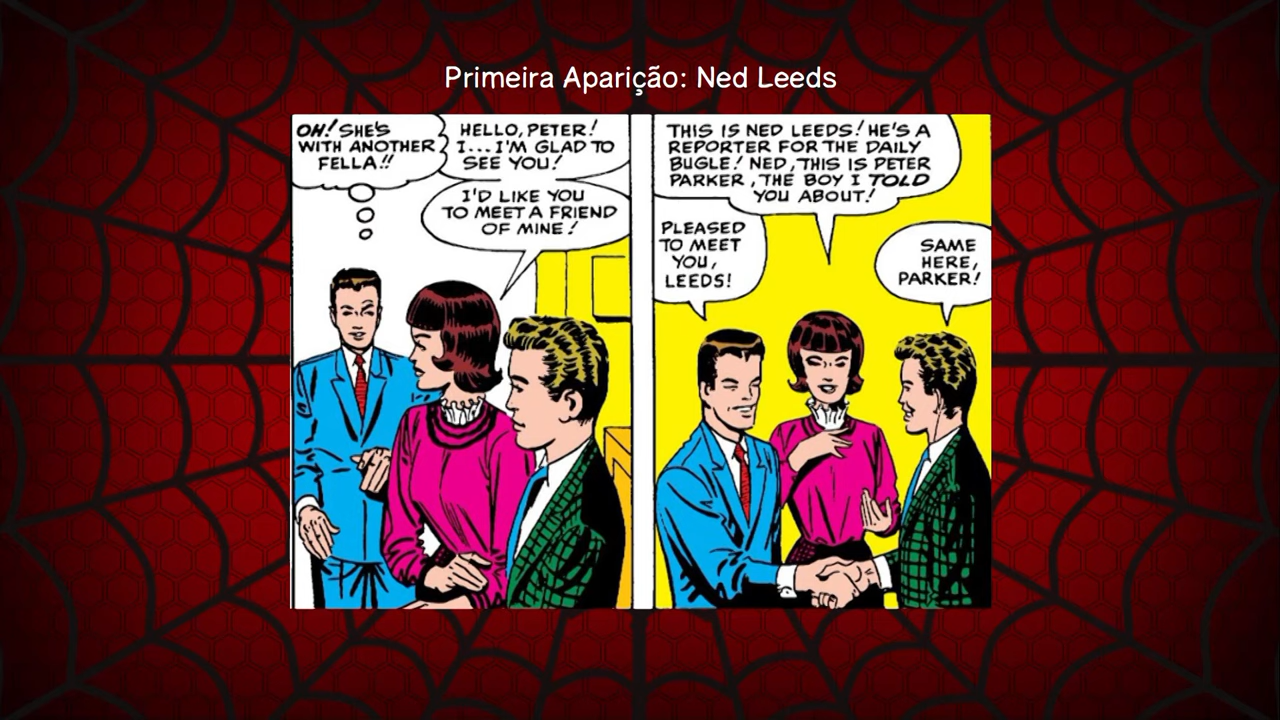 Primeira Aparição: Ned Leeds
OH! SHE'S
WITH ANOTHER
FELLA!!
HELLO, PETER!
I...I'M GLAD TO
SEE YOU!
I'D LIKE YOU
TO MEET A FRIEND
OF MINE!
THIS IS NED LEEDS! HE'S A
REPORTER FOR THE DAILY
BUGLE! NED, THIS IS PETER
PARKER, THE BOY I TOLD
YOU ABOUT!
PLEASED
TO MEET
YOU,
LEEDS!
SAME
HERE,
PARKER!